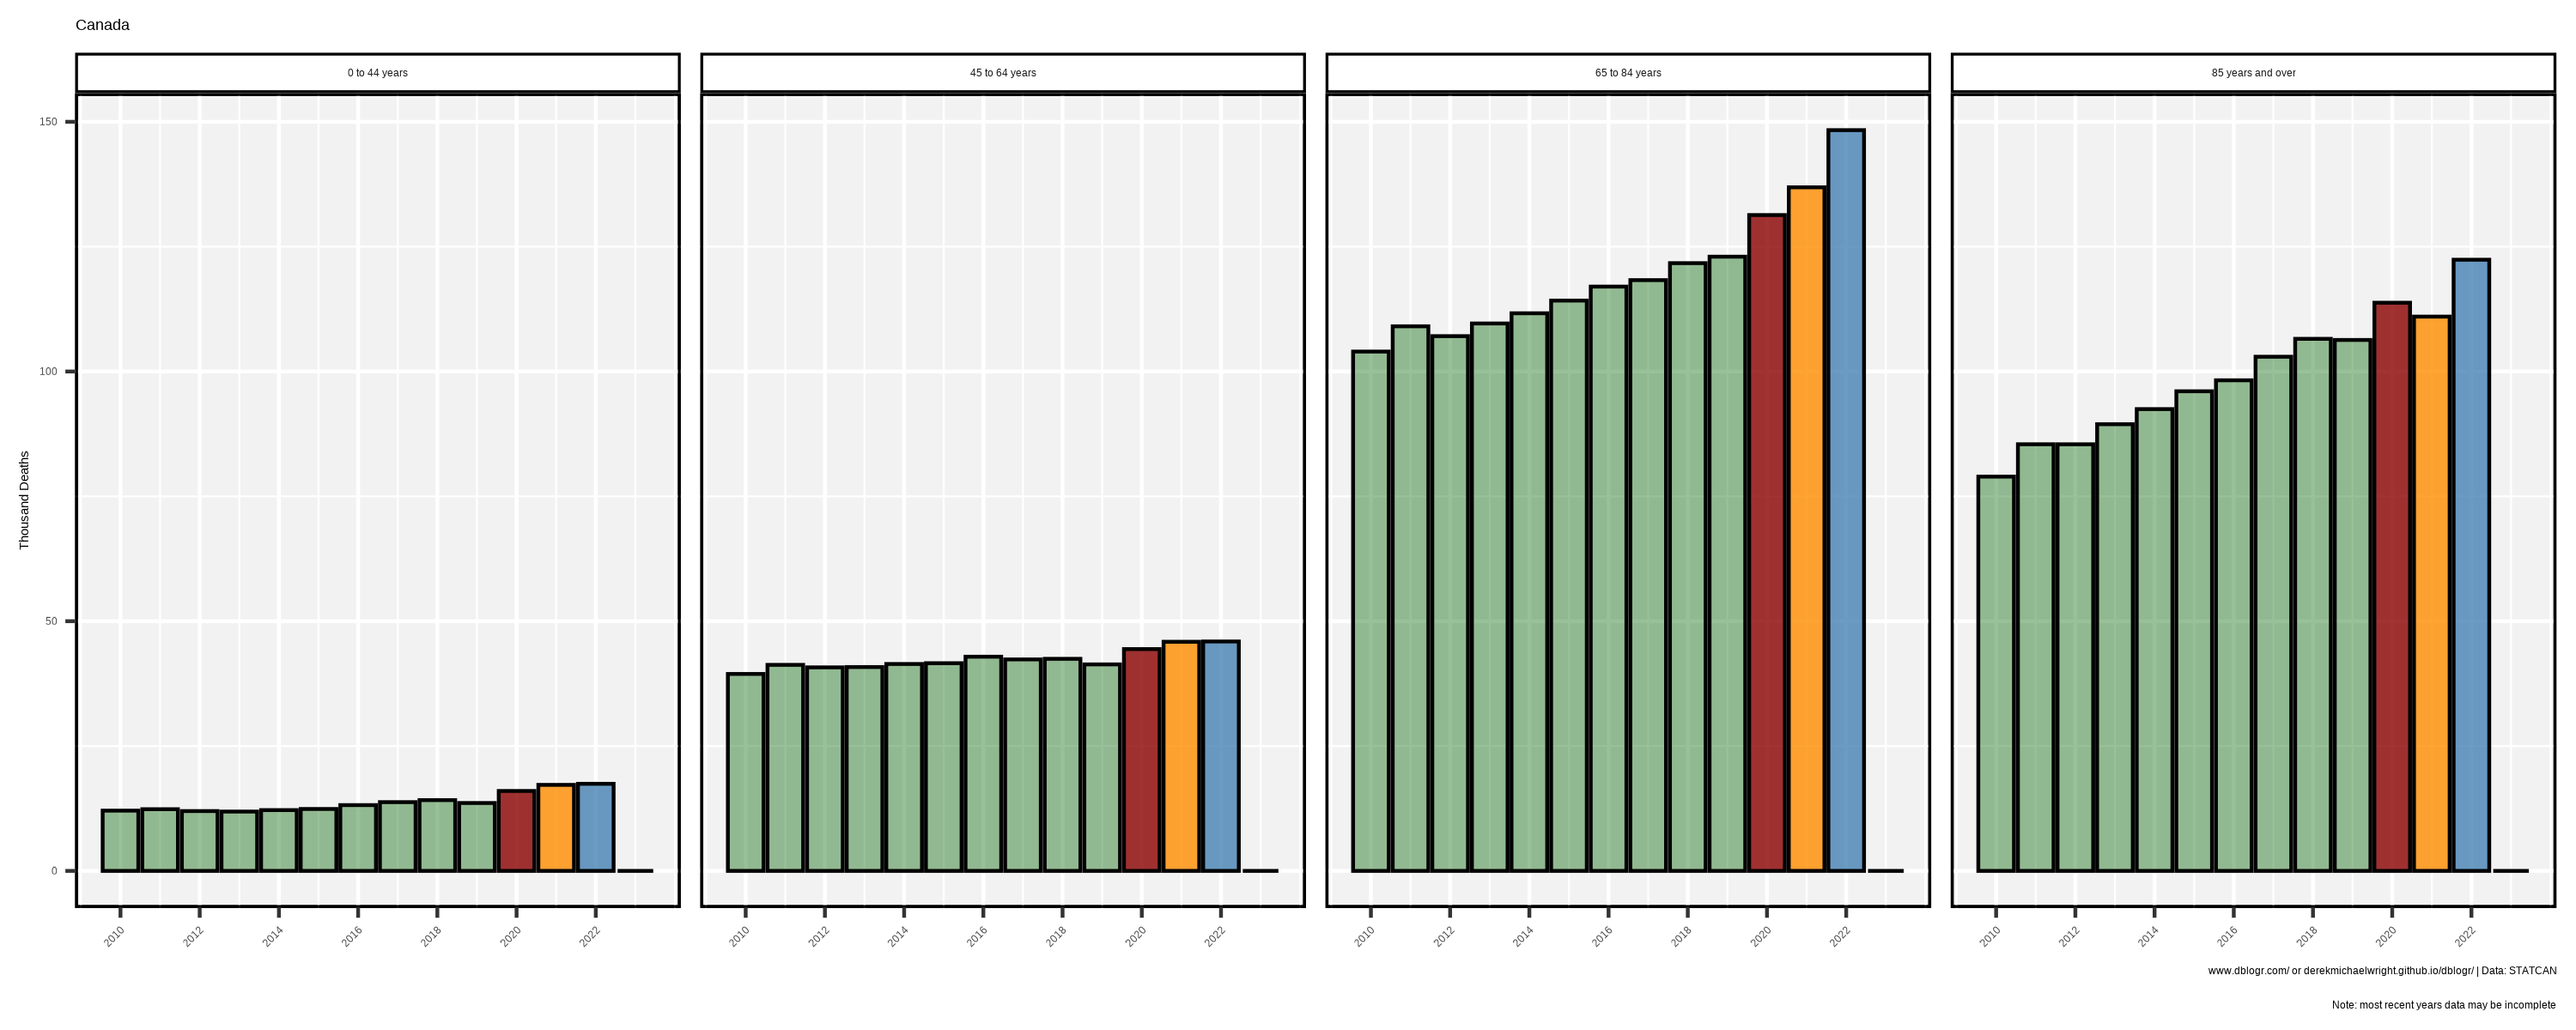 Canada
0 to 44 years
45 to 64 years
65 to 84 years
85 years and over
Thousand Deaths
150
100
50
0
2010 2012 2014 2016 2018 2020 2022
2010 2012 2014 2016 2018 2020 2022
2010 2012 2014 2016 2018 2020 2022
2010 2012 2014 2016 2018 2020 2022
www.dblogr.com/ or derekmichaelwright.github.io/dblogr/ | Data: STATCAN
Note: most recent years data may be incomplete